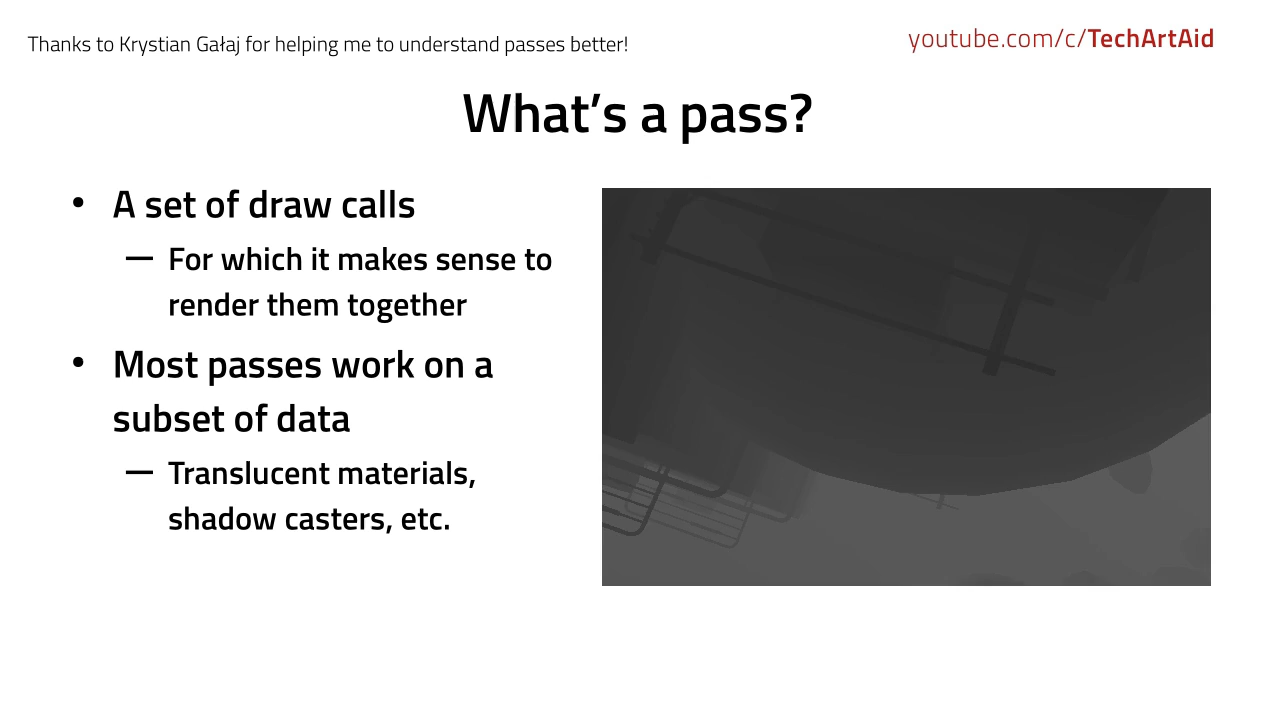 Thanks to Krystian Gałaj for helping me to understand passes better!
youtube.com/c/TechArtAid
What’s a pass?
• A set of draw calls
— For which it makes sense to
render them together
• Most passes work on a
subset of data
— Translucent materials,
shadow casters, etc.